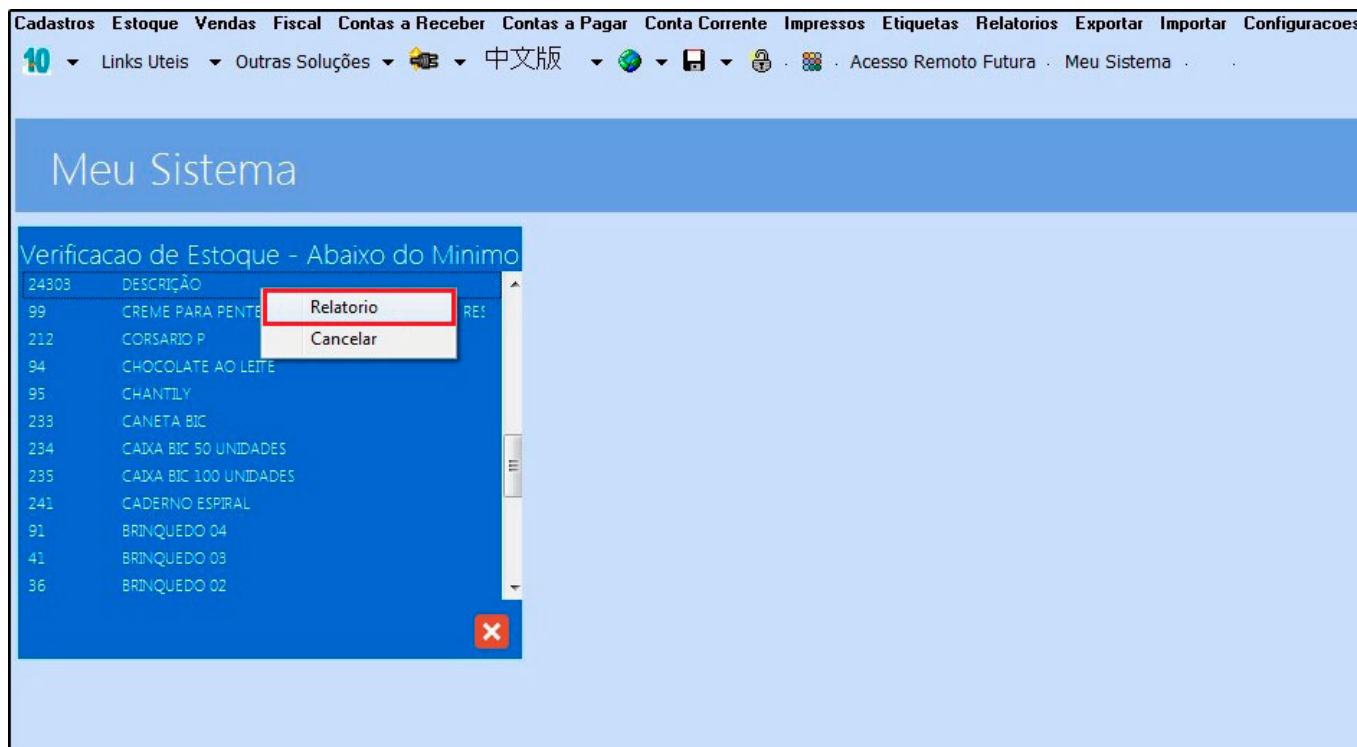 Cadastros Estoque Vendas Fiscal Contas a Receber Contas a Pagar Conta Corrente Impressos Etiquetas Relatorios Exportar Importar Configuracoes
10 Links Uteis Outras Soluções 中文版 Acesso Remoto Futura Meu Sistema
Meu Sistema
Verificacao de Estoque - Abaixo do Minimo
24303 DESCRIÇÃO
Relatorio
99 CREME PARA PENTE RES
212 CORSARIO P
Cancelar
94 CHOCOLATE AO LEITE
95 CHANTILY
233 CANETA BIC
234 CAIXA BIC 50 UNIDADES
235 CAIXA BIC 100 UNIDADES
241 CADERNO ESPIRAL
91 BRINQUEDO 04
41 BRINQUEDO 03
36 BRINQUEDO 02